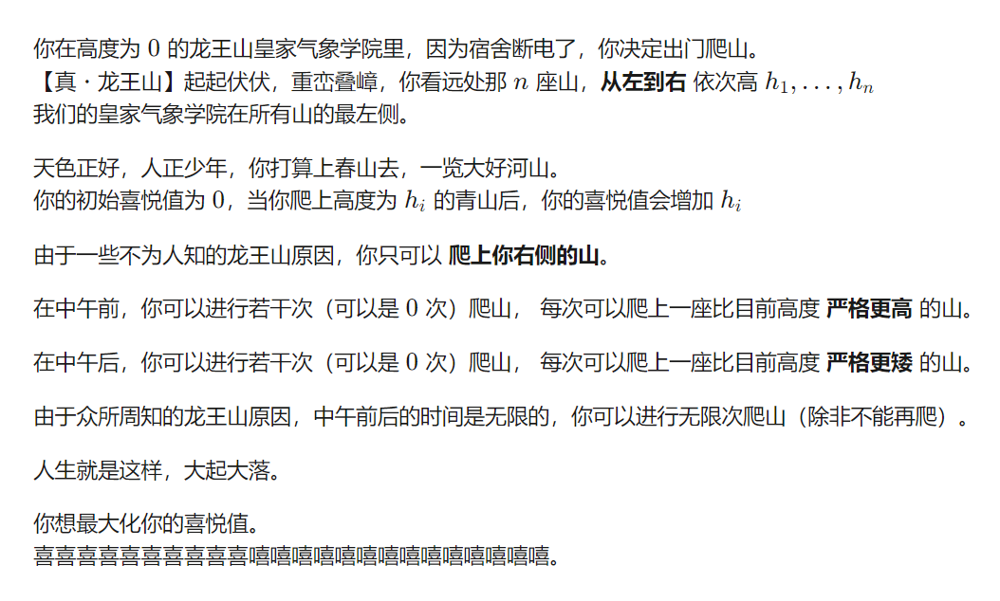 你在高度为 0 的龙王山皇家气象学院里，因为宿舍断电了，你决定出门爬山。
【真·龙王山】起起伏伏，重峦叠嶂，你看远处那 n 座山，从左到右 依次高 h₁, . . . , hₙ
我们的皇家气象学院在所有山的最左侧。
天色正好，人正少年，你打算上春山去，一览大好河山。
你的初始喜悦值为 0，当你爬上高度为 hᵢ 的青山后，你的喜悦值会增加 hᵢ
由于一些不为人知的龙王山原因，你只可以 爬上你右侧的山。
在中午前，你可以进行若干次（可以是 0 次）爬山， 每次可以爬上一座比目前高度 严格更高 的山。
在中午后，你可以进行若干次（可以是 0 次）爬山， 每次可以爬上一座比目前高度 严格更矮 的山。
由于众所周知的龙王山原因，中午前后的时间是无限的，你可以进行无限次爬山（除非不能再爬）。
人生就是这样，大起大落。
你想最大化你的喜悦值。
喜喜喜喜喜喜喜喜喜喜嘻嘻嘻嘻嘻嘻嘻嘻嘻嘻嘻嘻嘻嘻。